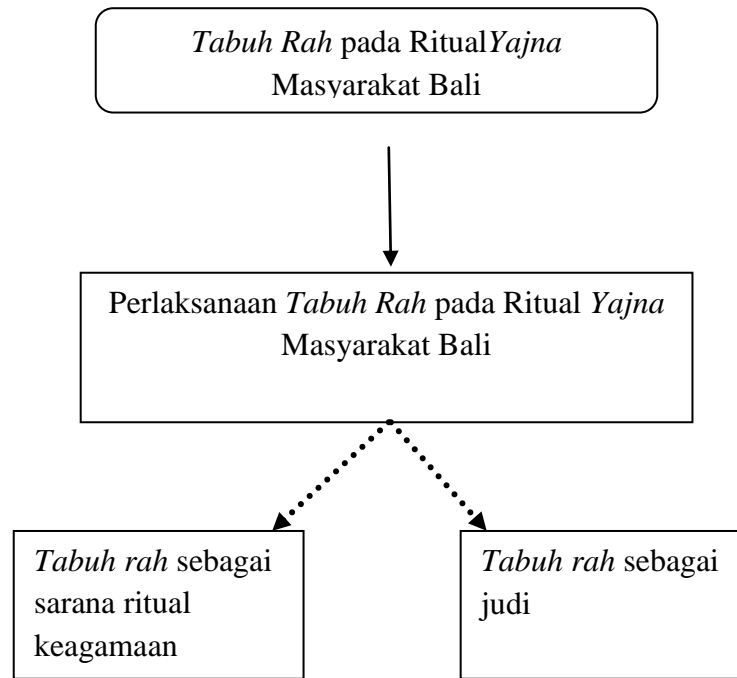 Tabuh Rah pada RitualYajna
Masyarakat Bali
Perlaksanaan Tabuh Rah pada Ritual Yajna
Masyarakat Bali
Tabuh rah sebagai
sarana ritual
keagamaan
Tabuh rah sebagai
judi